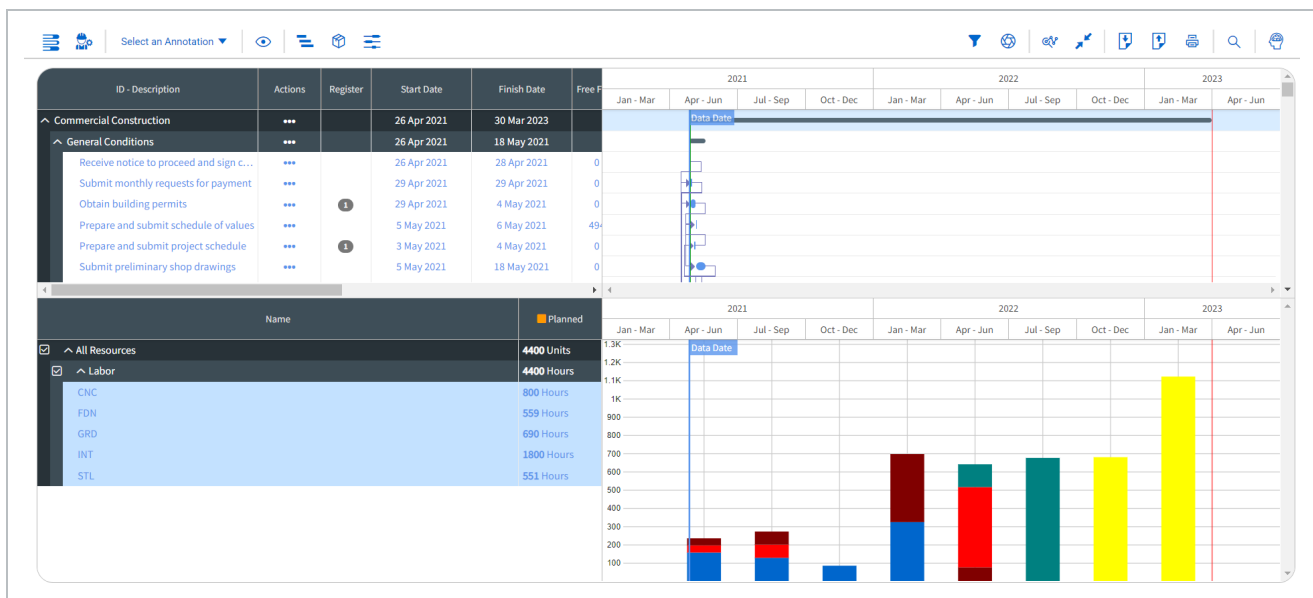 Select an Annotation
ID - Description Actions Register Start Date Finish Date Free F
2021 2022 2023
Jan - Mar Apr - Jun Jul - Sep Oct - Dec Jan - Mar Apr - Jun Jul - Sep Oct - Dec Jan - Mar Apr - Jun
Commercial Construction ••• 26 Apr 2021 30 Mar 2023 Data Date
General Conditions ••• 26 Apr 2021 18 May 2021
Receive notice to proceed and sign c... ••• 26 Apr 2021 28 Apr 2021 0
Submit monthly requests for payment ••• 29 Apr 2021 29 Apr 2021 0
Obtain building permits ••• 1 29 Apr 2021 4 May 2021 0
Prepare and submit schedule of values ••• 5 May 2021 6 May 2021 49
Prepare and submit project schedule ••• 1 3 May 2021 4 May 2021 0
Submit preliminary shop drawings ••• 5 May 2021 18 May 2021 0
Name Planned
2021 2022 2023
Jan - Mar Apr - Jun Jul - Sep Oct - Dec Jan - Mar Apr - Jun Jul - Sep Oct - Dec Jan - Mar Apr - Jun
All Resources 4400 Units
Labor 4400 Hours
CNC 800 Hours
FDN 559 Hours
GRD 690 Hours
INT 1800 Hours
STL 551 Hours
Data Date
1.3K
1.2K
1.1K
1K
900
800
700
600
500
400
300
200
100